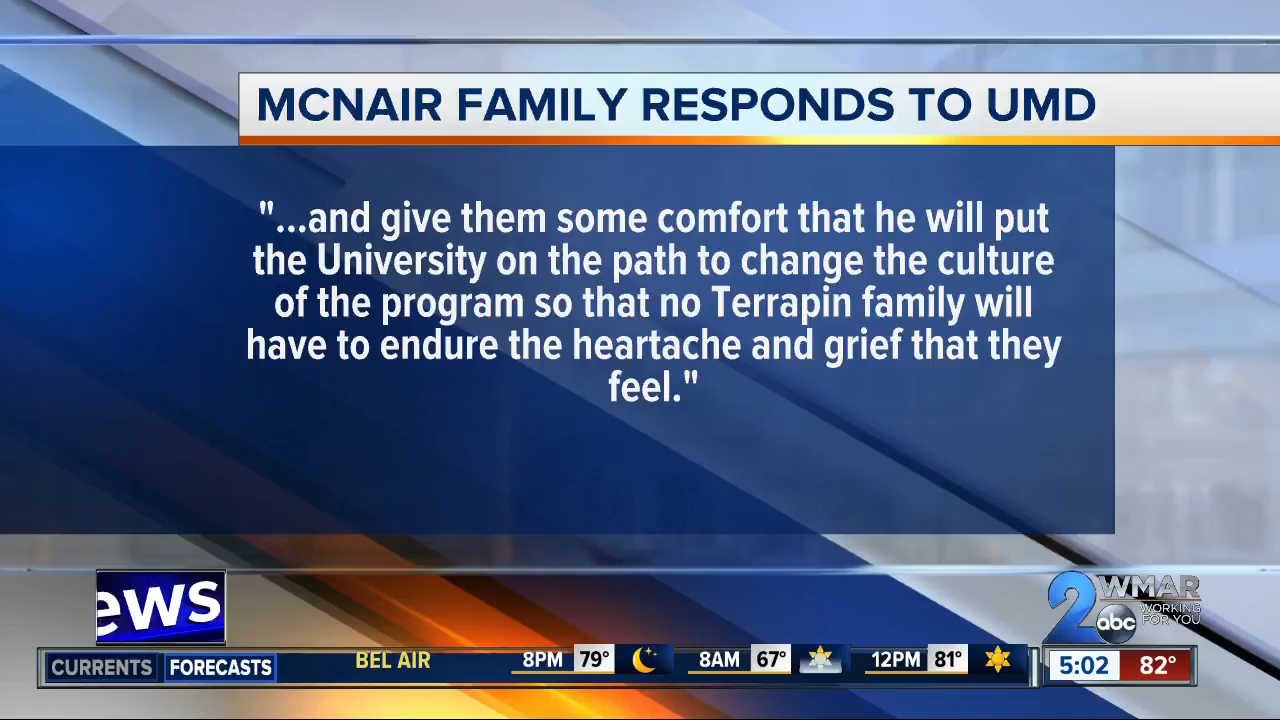 MCNAIR FAMILY RESPONDS TO UMD
"...and give them some comfort that he will put
the University on the path to change the culture
of the program so that no Terrapin family will
have to endure the heartache and grief that they
feel."
ews
2 WMAR
abc WORKING
FOR YOU
CURRENTS FORECASTS BEL AIR 8PM 79° 8AM 67° 12PM 81° 5:02 82°